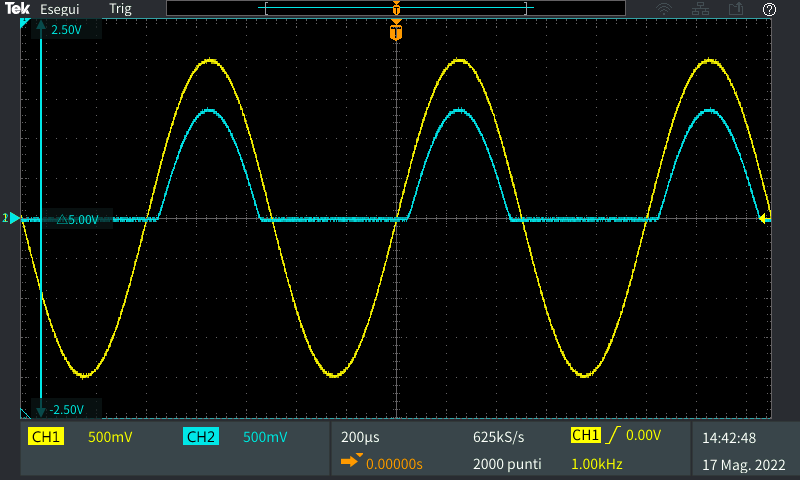 Tek Esegui Trig
T
T
2.50V
△5.00V
-2.50V
CH1 500mV CH2 500mV 200µs 625kS/s CH1 0.00V 14:42:48
0.00000s 2000 punti 1.00kHz 17 Mag. 2022